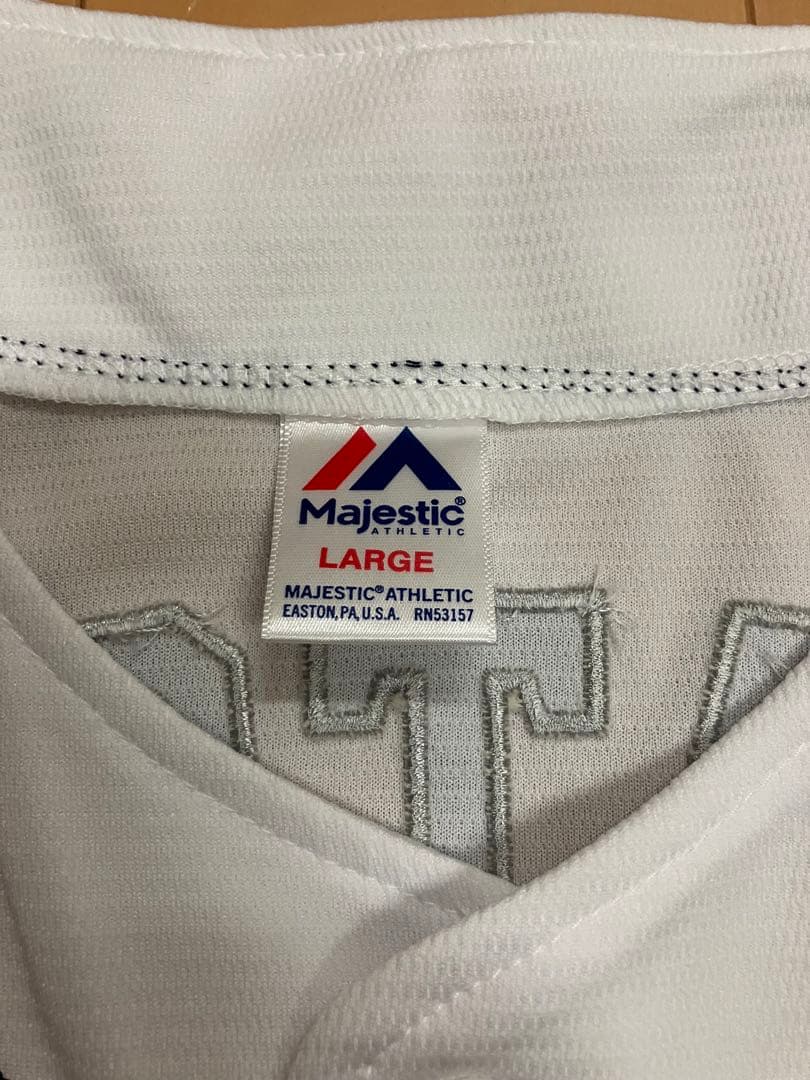 Majestic®
ATHLETIC
LARGE
MAJESTIC® ATHLETIC
EASTON, PA, U.S.A. RN53157
T